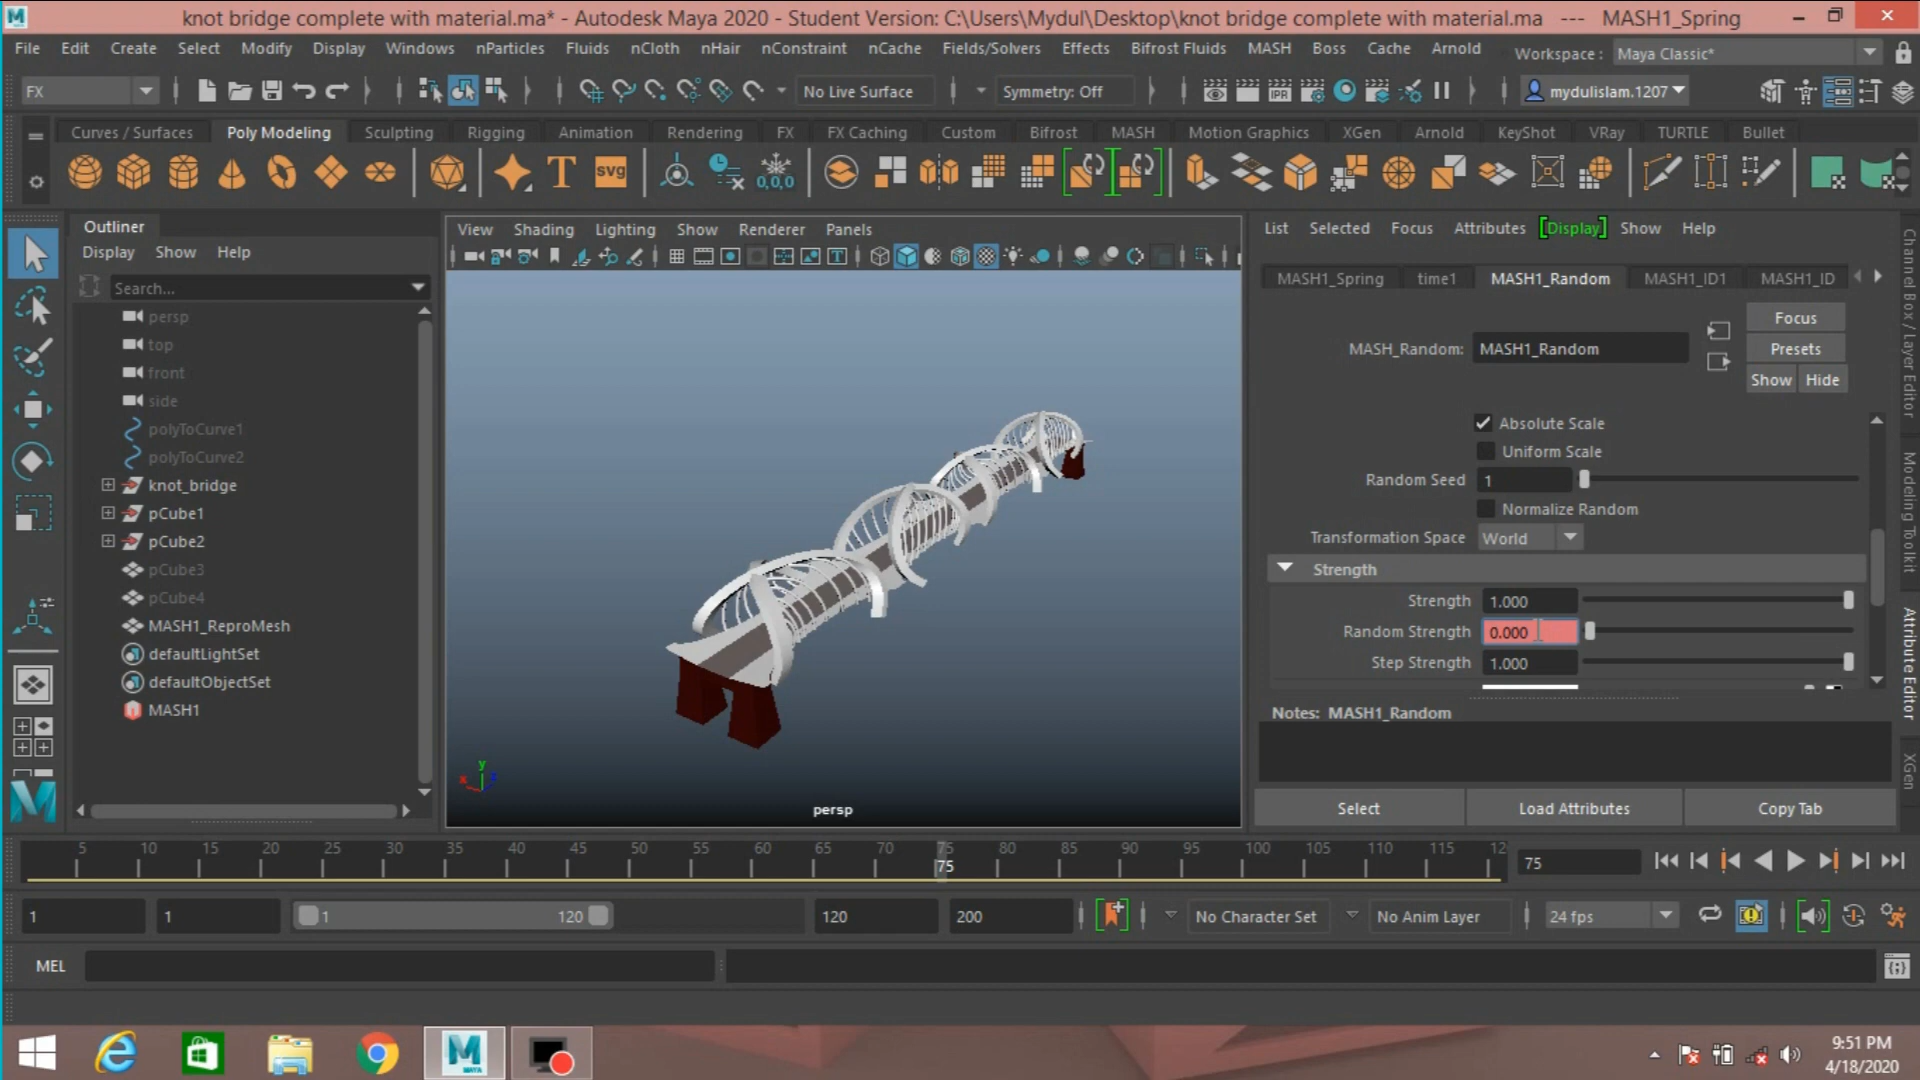 knot bridge complete with material.ma* - Autodesk Maya 2020 - Student Version: C:\Users\Mydul\Desktop\knot bridge complete with material.ma --- MASH1_Spring
File Edit Create Select Modify Display Windows nParticles Fluids nCloth nHair nConstraint nCache Fields/Solvers Effects Bifrost Fluids MASH Boss Cache Arnold Workspace : Maya Classic*
FX No Live Surface Symmetry: Off IPR mydulislam.1207
Curves / Surfaces Poly Modeling Sculpting Rigging Animation Rendering FX FX Caching Custom Bifrost MASH Motion Graphics XGen Arnold KeyShot VRay TURTLE Bullet
T SVG 0,0,0
Outliner
Display Show Help
Search...
persp
top
front
side
polyToCurve1
polyToCurve2
knot_bridge
pCube1
pCube2
pCube3
pCube4
MASH1_ReproMesh
defaultLightSet
defaultObjectSet
MASH1
View Shading Lighting Show Renderer Panels
y
x
z
persp
List Selected Focus Attributes [Display] Show Help
MASH1_Spring time1 MASH1_Random MASH1_ID1 MASH1_ID
MASH_Random: MASH1_Random
Focus
Presets
Show Hide
Absolute Scale
Uniform Scale
Random Seed 1
Normalize Random
Transformation Space World
Strength
Strength 1.000
Random Strength 0.000
Step Strength 1.000
Notes: MASH1_Random
Select Load Attributes Copy Tab
Channel Box / Layer Editor
Modeling Toolkit
Attribute Editor
XGen
5 10 15 20 25 30 35 40 45 50 55 60 65 70 75 80 85 90 95 100 105 110 115 12
75
75
1 1 1 120 120 200 No Character Set No Anim Layer 24 fps
MEL
MAYA
9:51 PM
4/18/2020